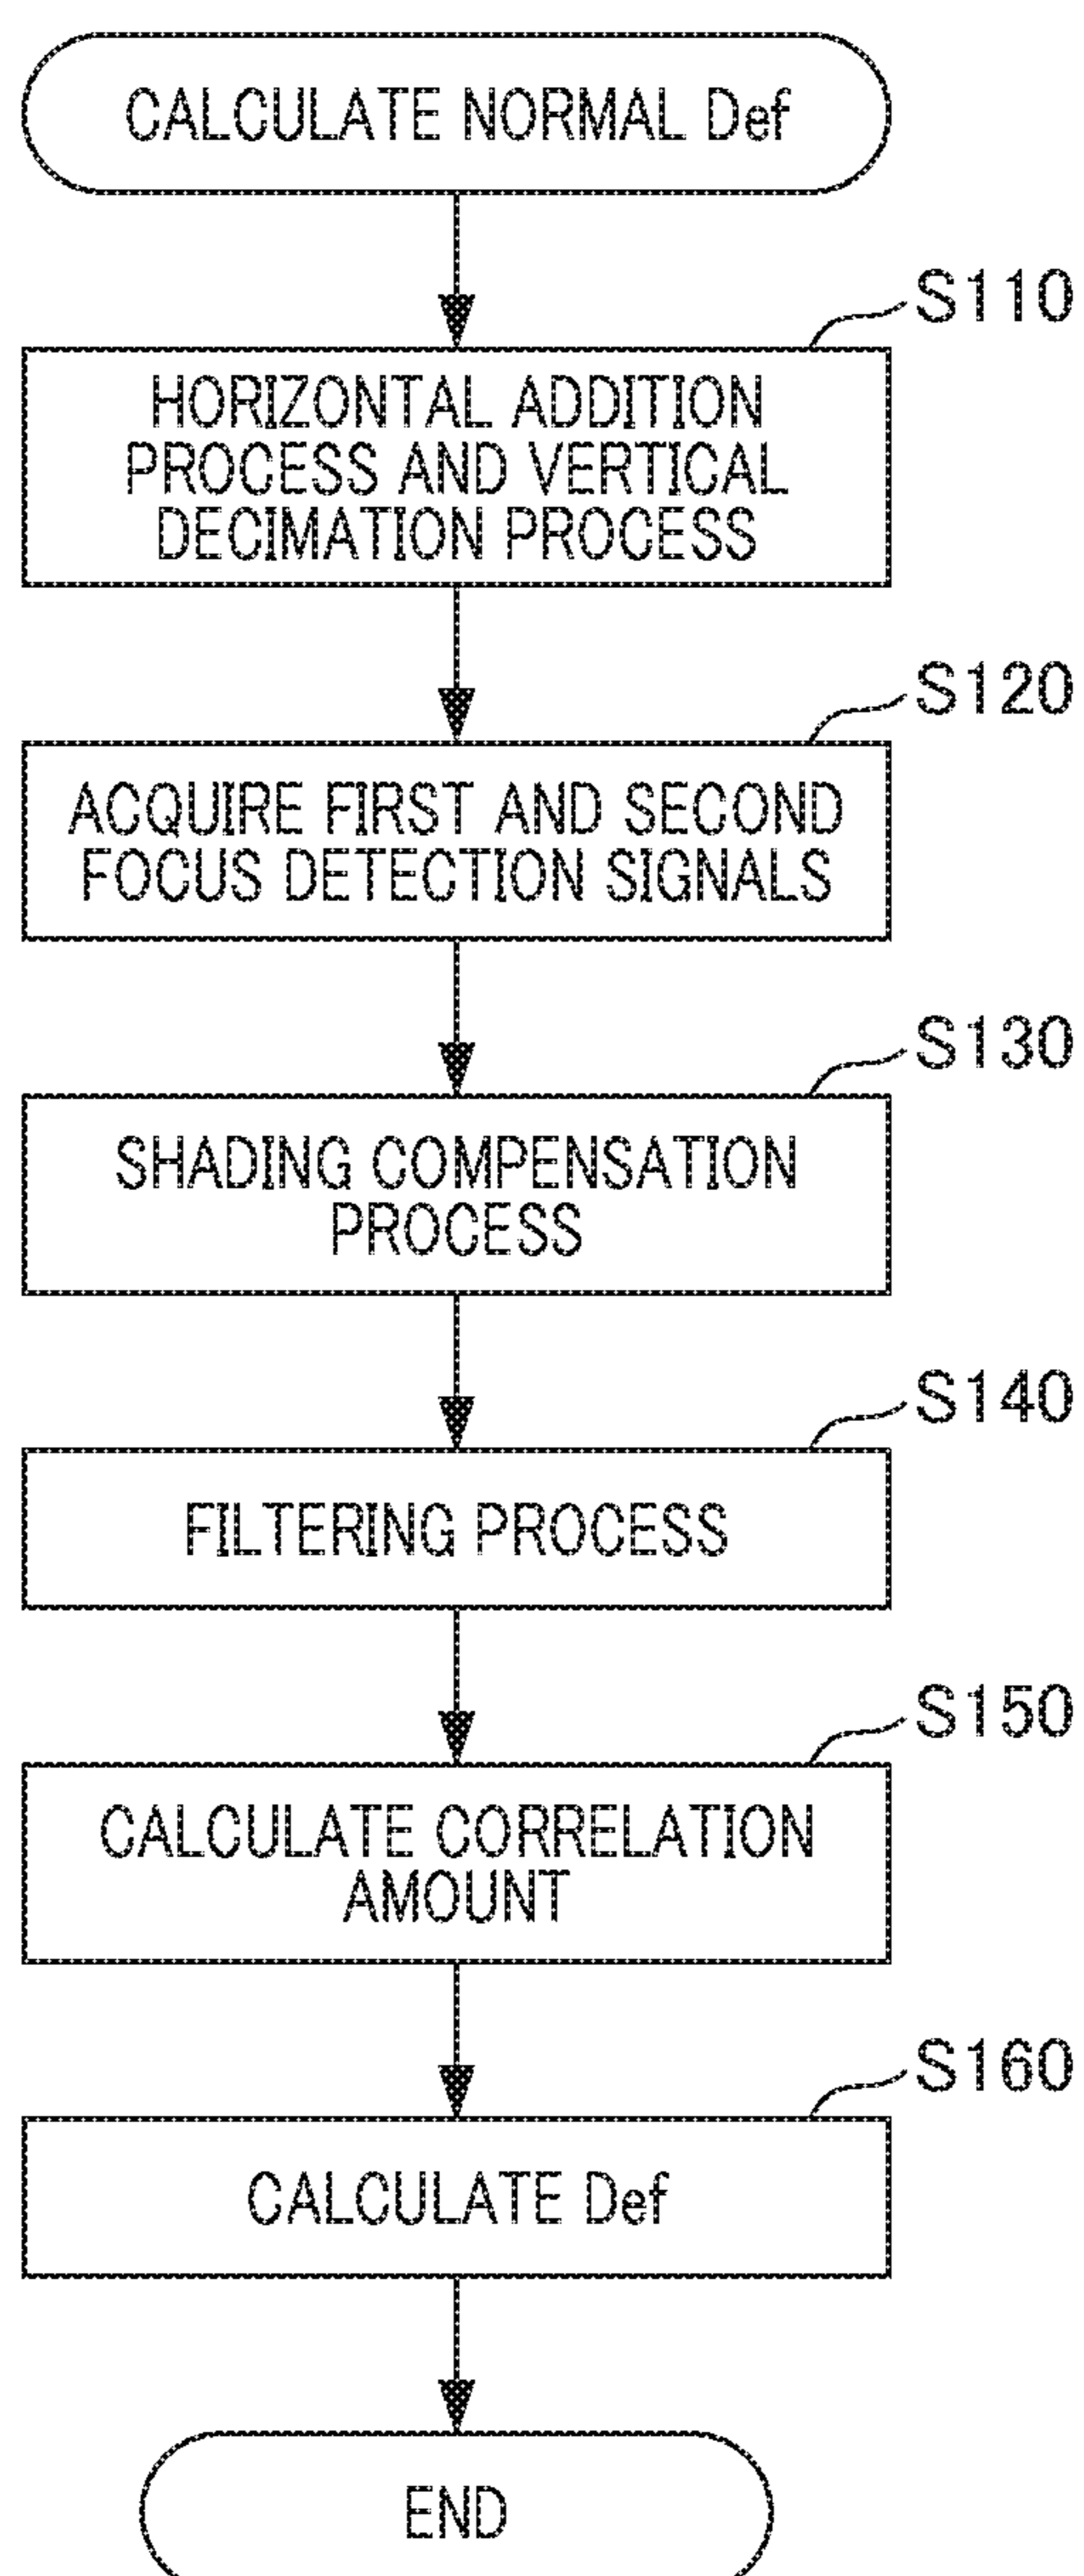 CALCULATE NORMAL Def
S110
HORIZONTAL ADDITION
PROCESS AND VERTICAL
DECIMATION PROCESS
S120
ACQUIRE FIRST AND SECOND
FOCUS DETECTION SIGNALS
S130
SHADING COMPENSATION
PROCESS
S140
FILTERING PROCESS
S150
CALCULATE CORRELATION
AMOUNT
S160
CALCULATE Def
END